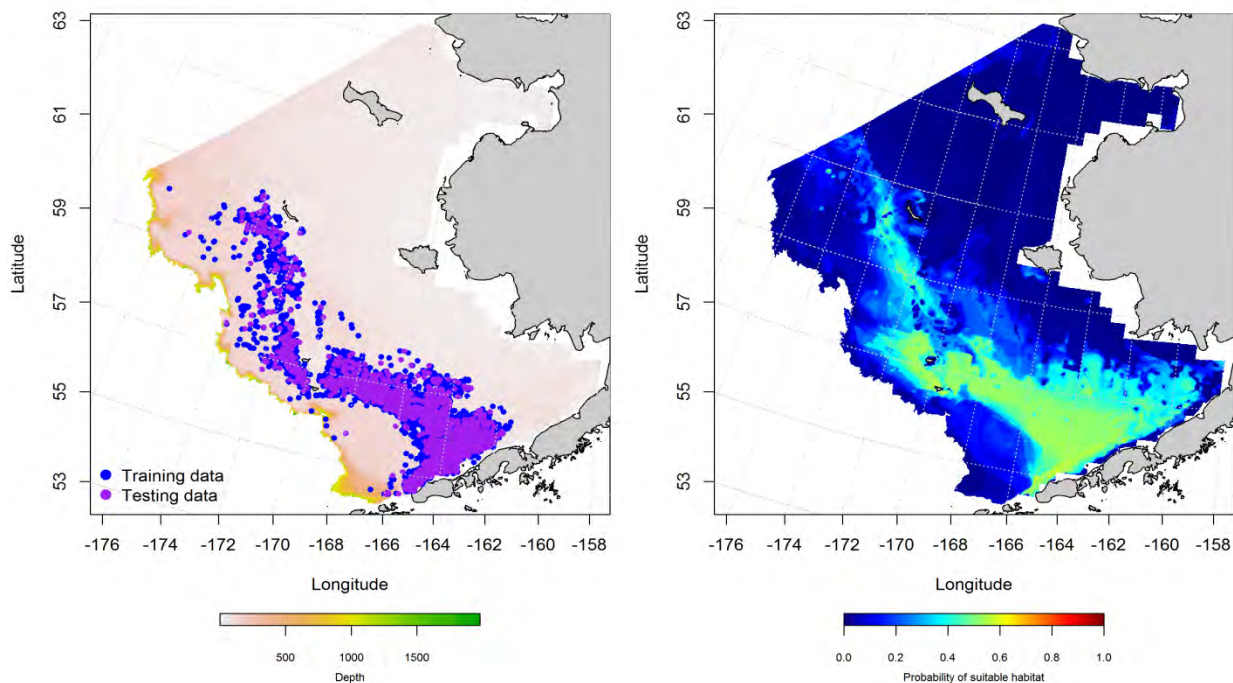 63
61
59
57
55
53
Latitude
Training data
Testing data
-176 -174 -172 -170 -168 -166 -164 -162 -160 -158
Longitude
500 1000 1500
Depth
63
61
59
57
55
53
Latitude
-176 -174 -172 -170 -168 -166 -164 -162 -160 -158
Longitude
0.0 0.2 0.4 0.6 0.8 1.0
Probability of suitable habitat